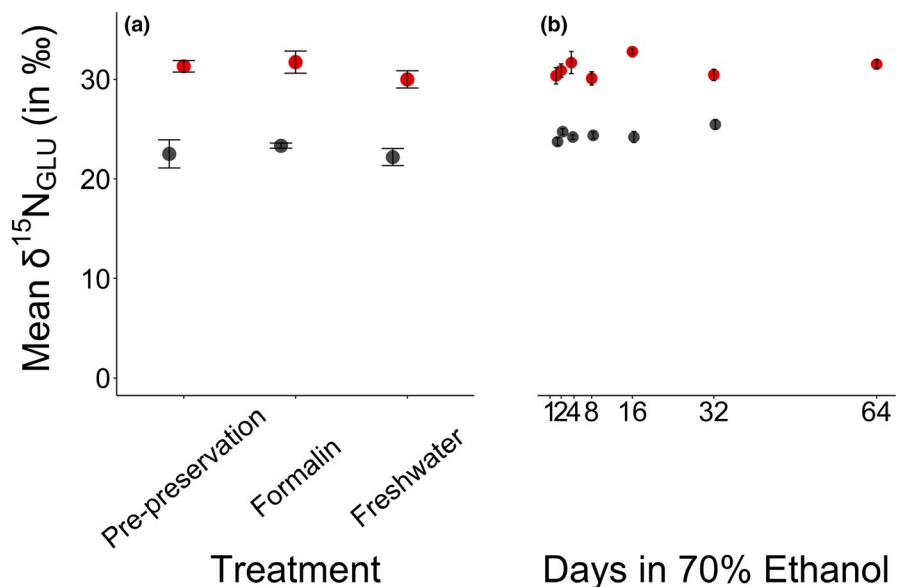 (a)
(b)
Mean δ¹⁵N_GLU (in ‰)
30
20
10
0
Pre-preservation
Formalin
Freshwater
1 2 4 8 16 32 64
Treatment
Days in 70% Ethanol